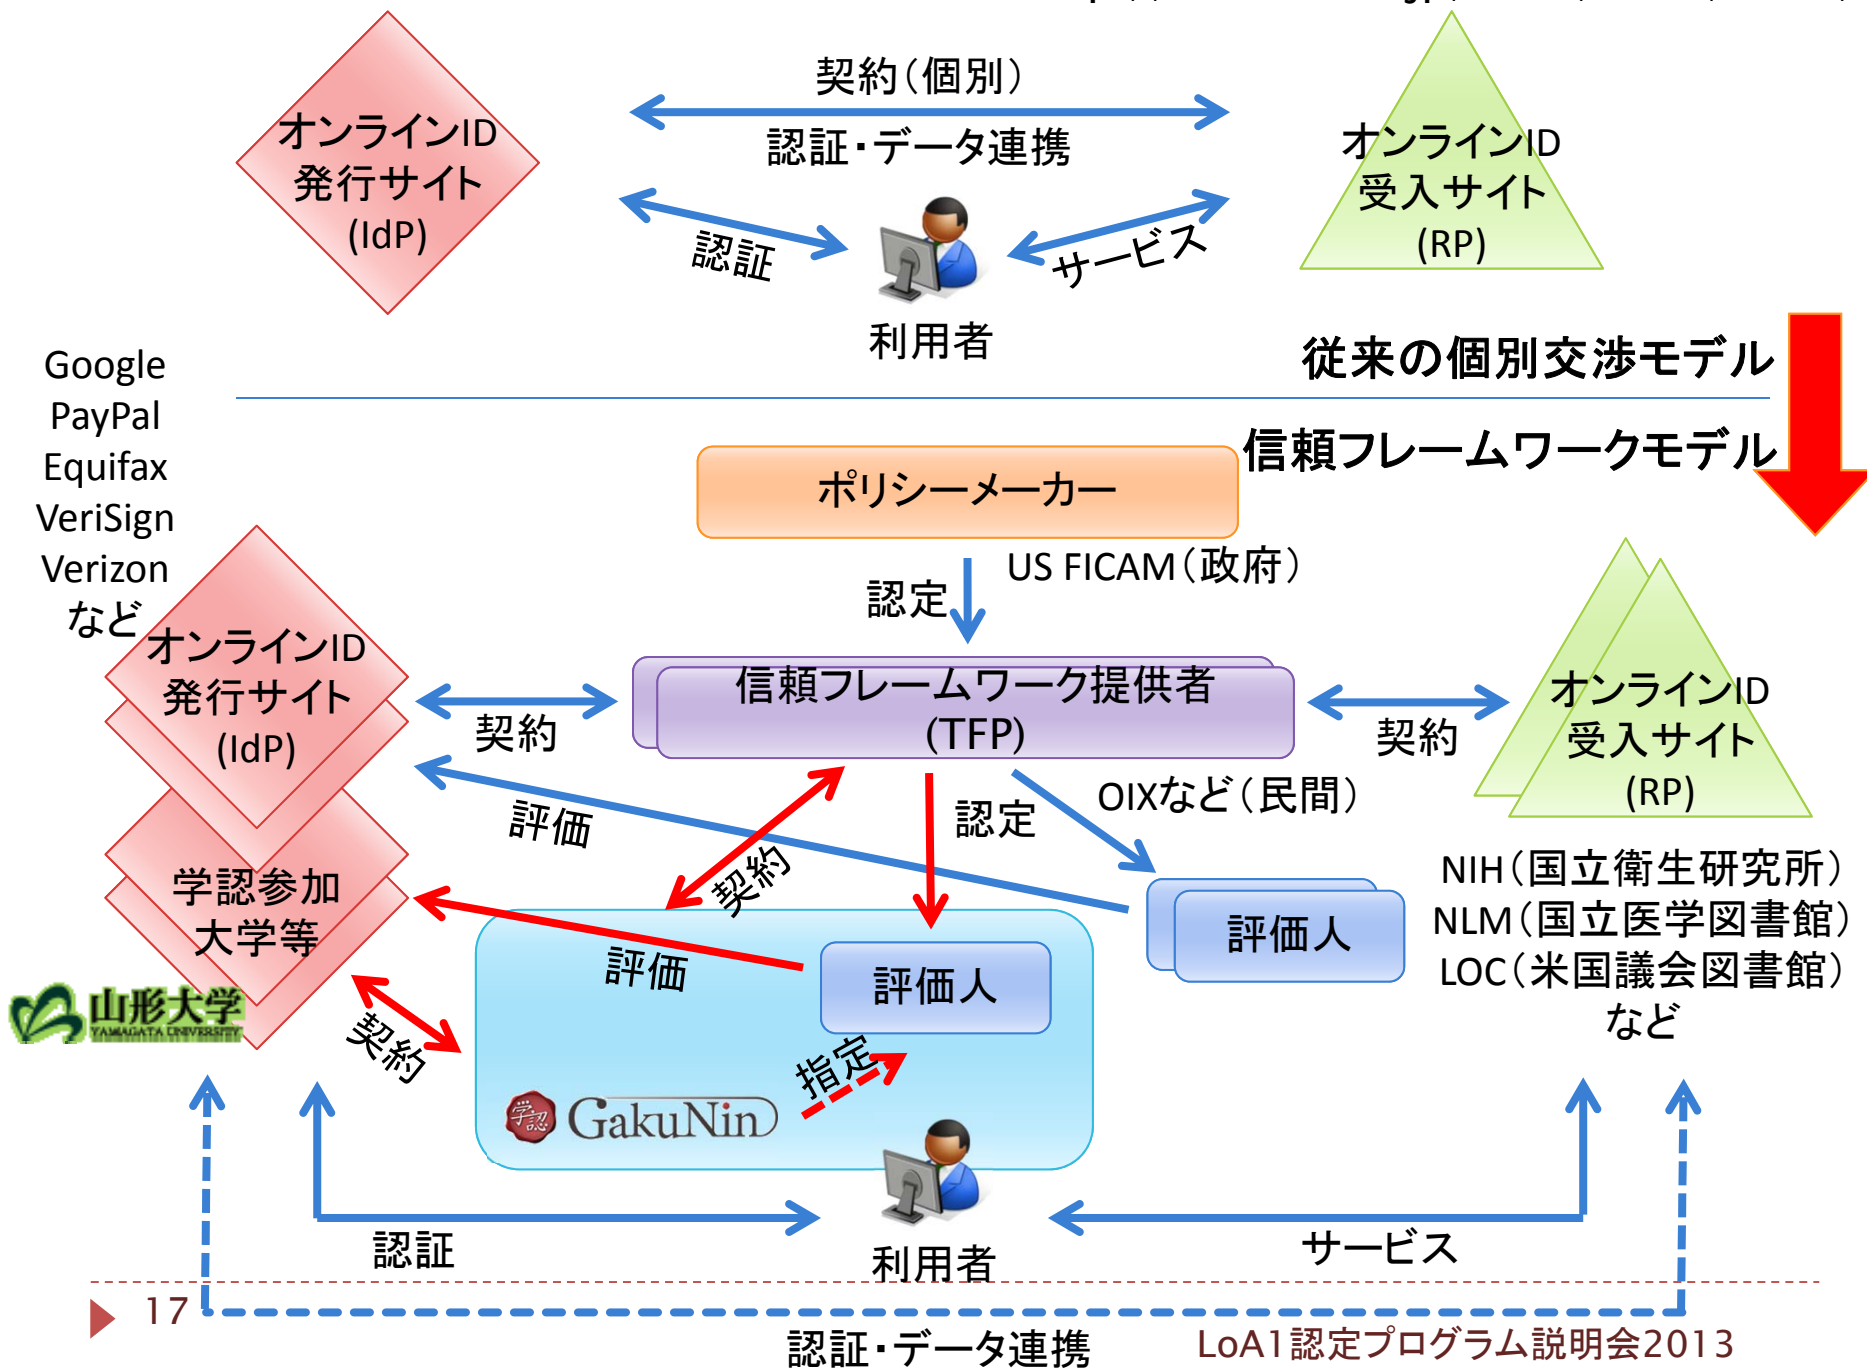 契約（個別）
オンラインID
発行サイト
(IdP)
認証・データ連携
オンラインID
受入サイト
(RP)
認証
サービス
利用者
従来の個別交渉モデル
Google
PayPal
Equifax
VeriSign
Verizon
など
信頼フレームワークモデル
ポリシーメーカー
US FICAM（政府）
認定
オンラインID
発行サイト
(IdP)
契約
信頼フレームワーク提供者
(TFP)
契約
オンラインID
受入サイト
(RP)
評価
認定
OIXなど（民間）
契約
学認参加
大学等
評価
評価人
評価人
NIH（国立衛生研究所）
NLM（国立医学図書館）
LOC（米国議会図書館）
など
山形大学
YAMAGATA UNIVERSITY
契約
指定
学認
GakuNin
認証
利用者
サービス
17
認証・データ連携
LoA1認定プログラム説明会2013